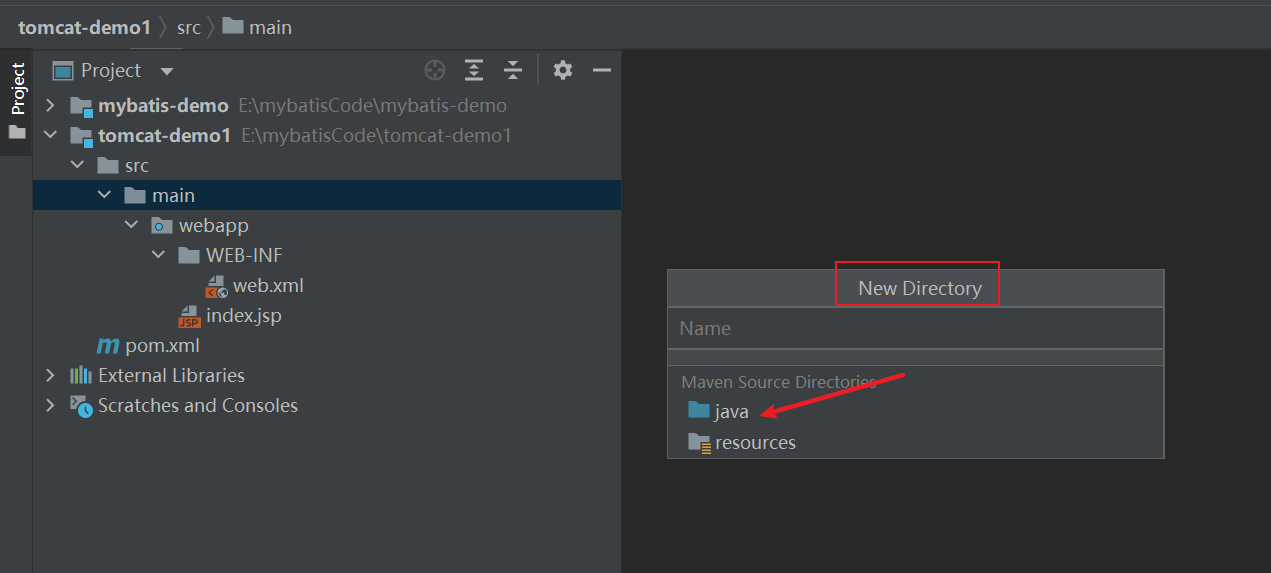 tomcat-demo1 src main
Project
Project
mybatis-demo E:\mybatisCode\mybatis-demo
tomcat-demo1 E:\mybatisCode\tomcat-demo1
src
main
webapp
WEB-INF
web.xml
JSP index.jsp
m pom.xml
External Libraries
Scratches and Consoles
New Directory
Name
Maven Source Directories
java
resources